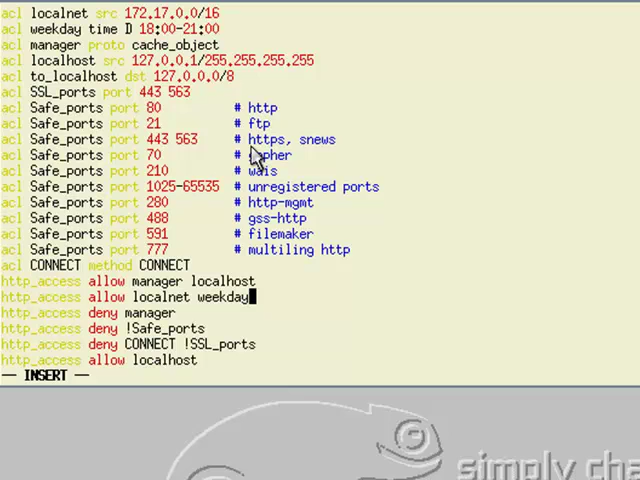 acl localnet src 172.17.0.0/16
acl weekday time D 18:00-21:00
acl manager proto cache_object
acl localhost src 127.0.0.1/255.255.255.255
acl to_localhost dst 127.0.0.0/8
acl SSL_ports port 443 563
acl Safe_ports port 80 # http
acl Safe_ports port 21 # ftp
acl Safe_ports port 443 563 # https, snews
acl Safe_ports port 70 # gopher
acl Safe_ports port 210 # wais
acl Safe_ports port 1025-65535 # unregistered ports
acl Safe_ports port 280 # http-mgmt
acl Safe_ports port 488 # gss-http
acl Safe_ports port 591 # filemaker
acl Safe_ports port 777 # multiling http
acl CONNECT method CONNECT
http_access allow manager localhost
http_access allow localnet weekday
http_access deny manager
http_access deny !Safe_ports
http_access deny CONNECT !SSL_ports
http_access allow localhost
-- INSERT --
simply cha